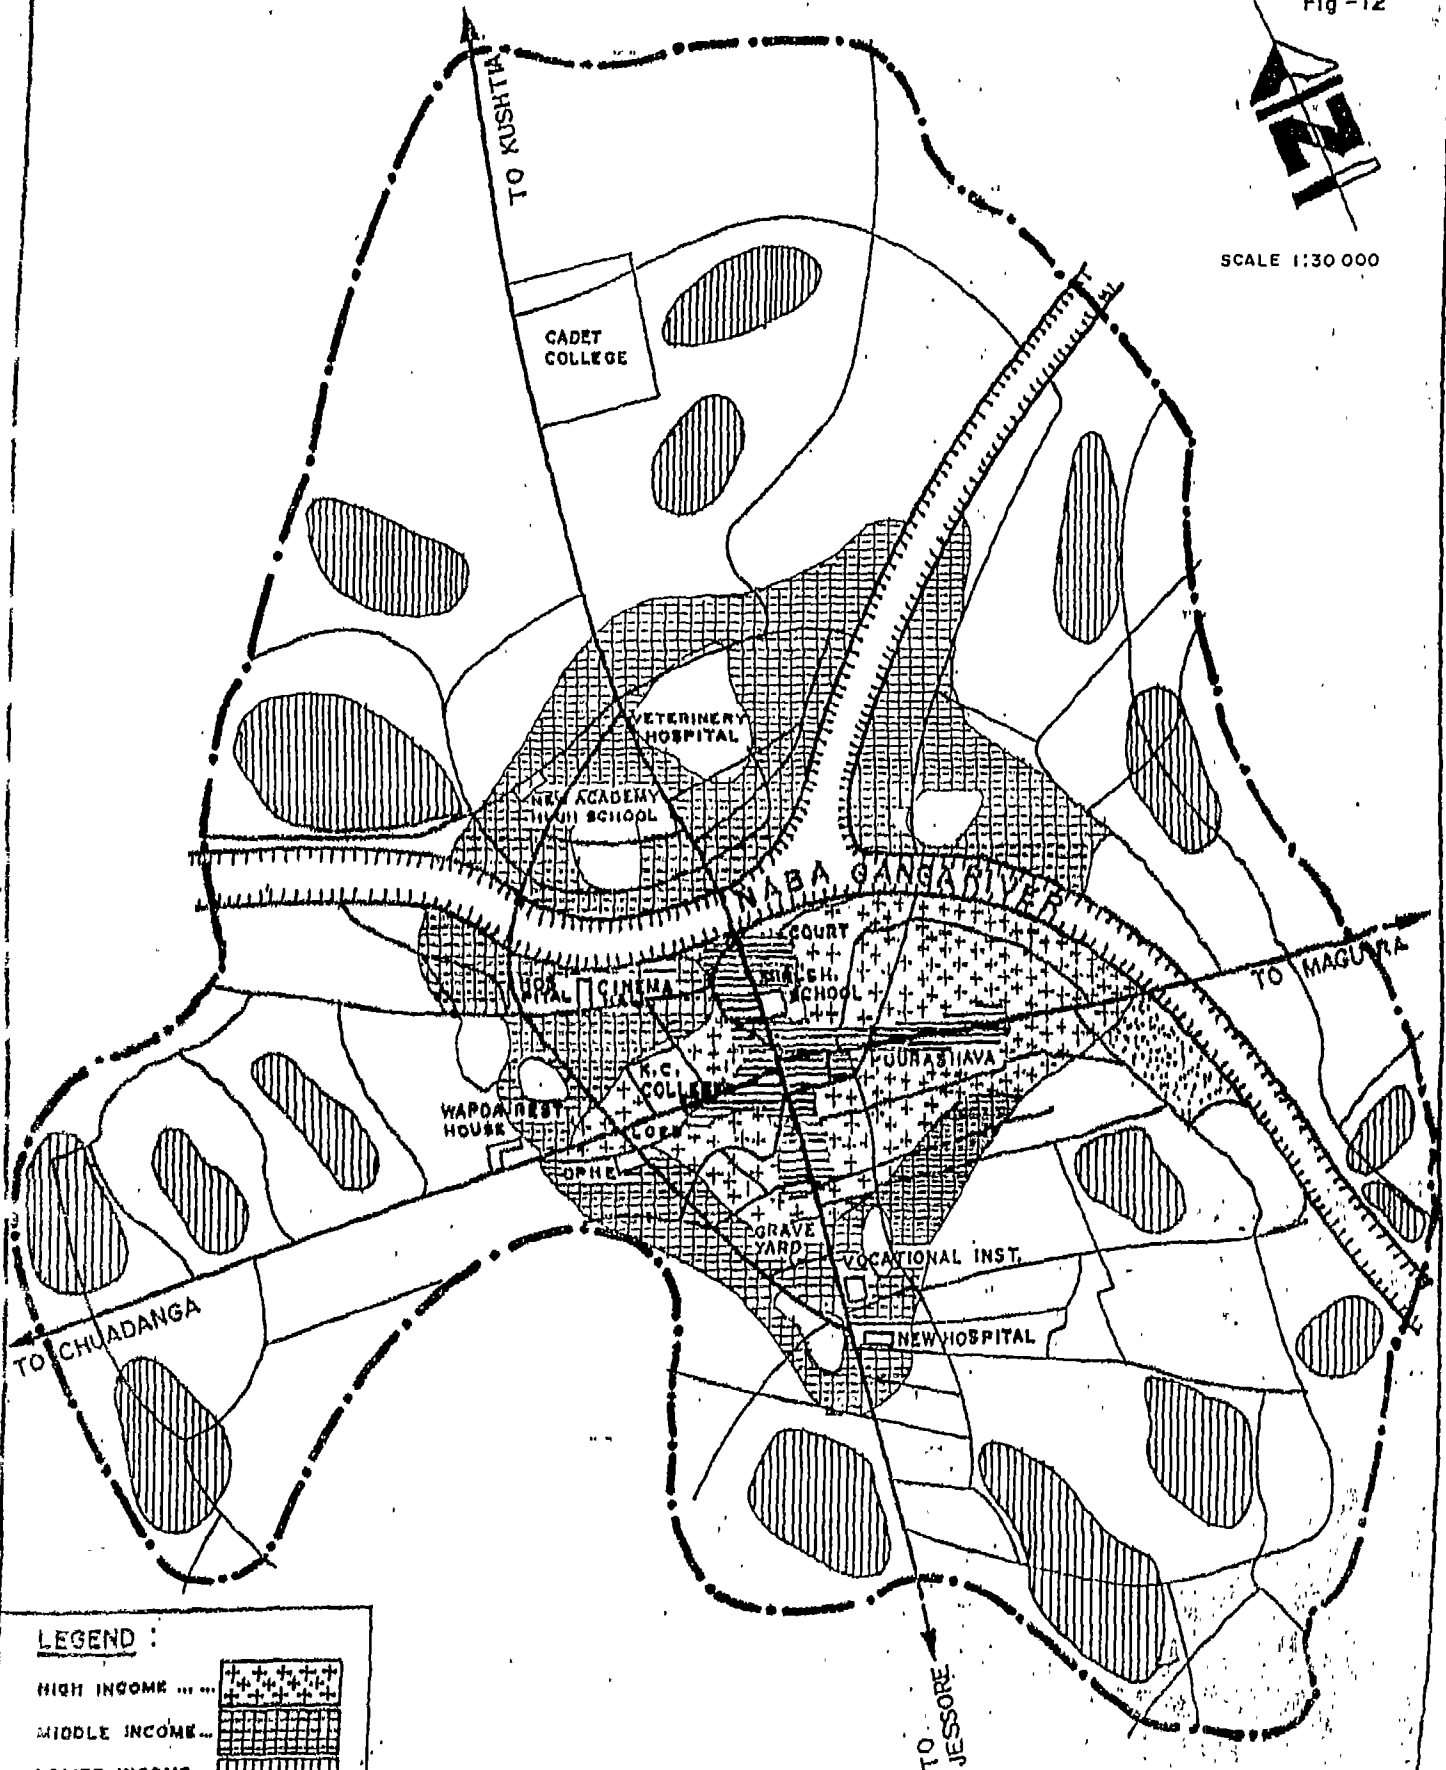 Fig-12
N
SCALE 1:30 000
TO KUSHTIA
CADET
COLLEGE
VETERINERY
HOSPITAL
NEW ACADEMY
HIGH SCHOOL
NABA GANGA RIVER
COURT
SCHOOL
HOS
PITAL
CINEMA
TO MAGURA
K.C.
COLLEGE
WAPDA REST
HOUSE
GRAVE
YARD
VOCATIONAL INST.
NEW HOSPITAL
TO CHUADANGA
TO
JESSORE
LEGEND :
HIGH INCOME ... ...
MIDDLE INCOME...